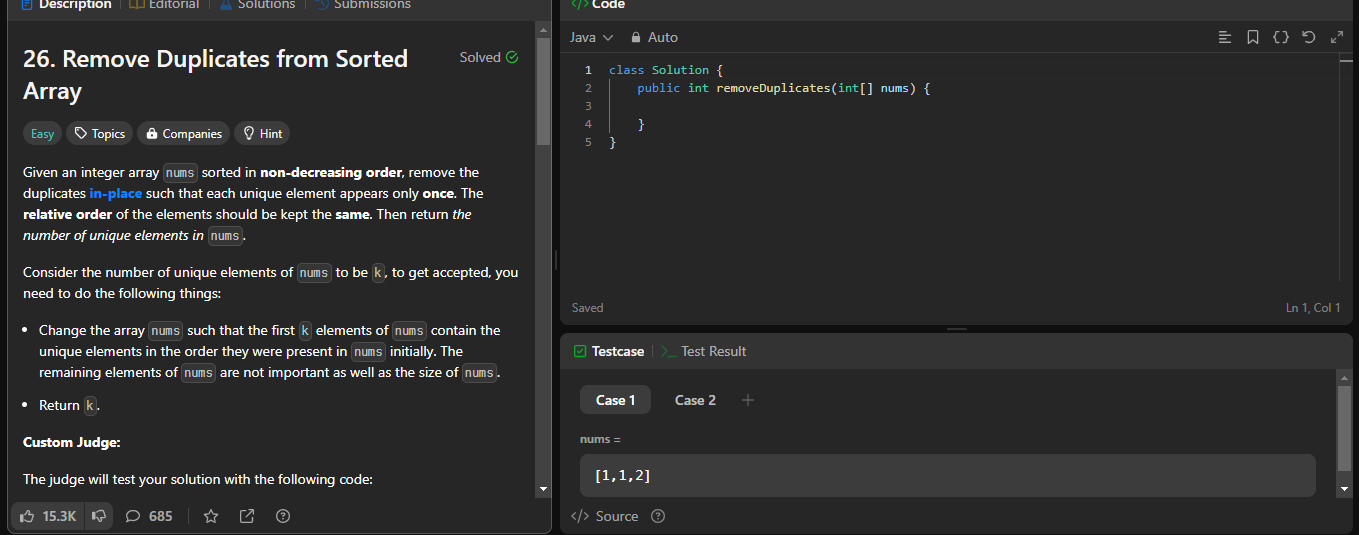 Description | Editorial | Solutions | Submissions
26. Remove Duplicates from Sorted
Array
Solved
Easy Topics Companies Hint
Given an integer array nums sorted in non-decreasing order, remove the
duplicates in-place such that each unique element appears only once. The
relative order of the elements should be kept the same. Then return the
number of unique elements in nums.
Consider the number of unique elements of nums to be k, to get accepted, you
need to do the following things:
• Change the array nums such that the first k elements of nums contain the
unique elements in the order they were present in nums initially. The
remaining elements of nums are not important as well as the size of nums.
• Return k.
Custom Judge:
The judge will test your solution with the following code:
15.3K 685
</> Code
Java Auto
1 class Solution {
2 public int removeDuplicates(int[] nums) {
3
4 }
5 }
Saved Ln 1, Col 1
Testcase | >_ Test Result
Case 1 Case 2 +
nums =
[1,1,2]
</> Source